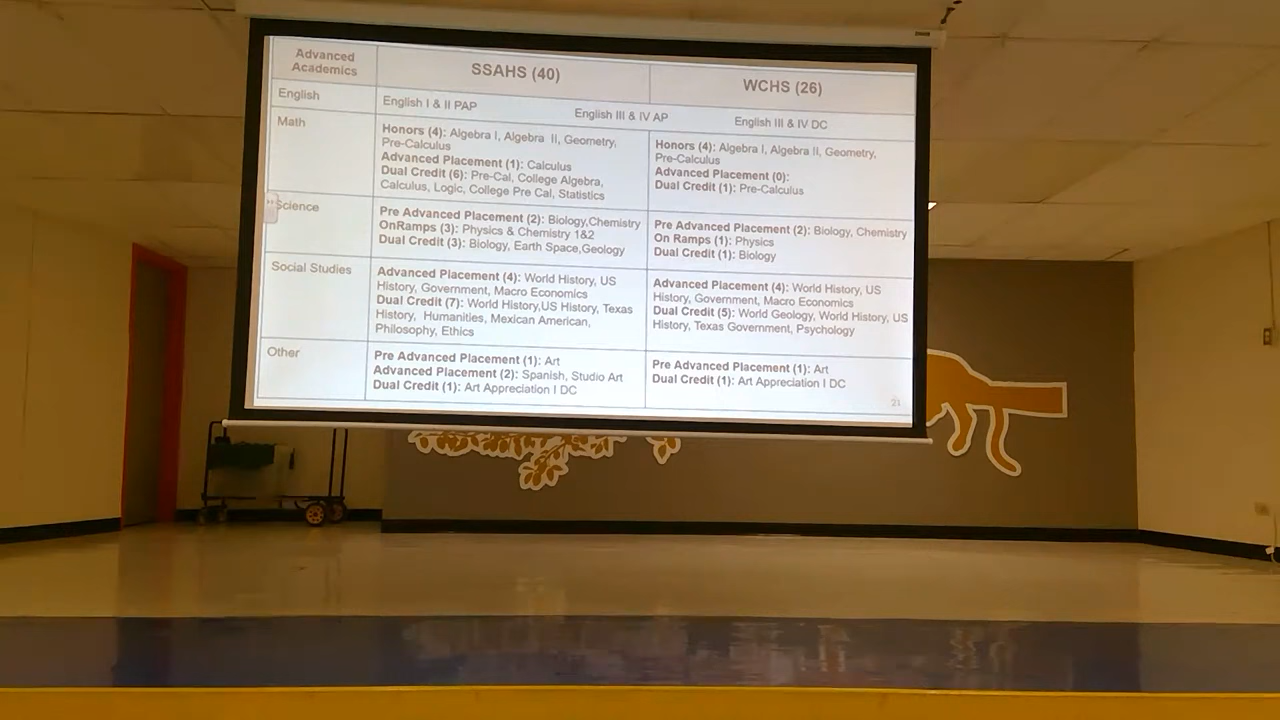 Advanced
Academics
SSAHS (40)
WCHS (26)
English
English I & II PAP
English III & IV AP
English III & IV DC
Math
Honors (4): Algebra I, Algebra II, Geometry,
Pre-Calculus
Advanced Placement (1): Calculus
Dual Credit (6): Pre-Cal, College Algebra,
Calculus, Logic, College Pre Cal, Statistics
Honors (4): Algebra I, Algebra II, Geometry,
Pre-Calculus
Advanced Placement (0):
Dual Credit (1): Pre-Calculus
Science
Pre Advanced Placement (2): Biology,Chemistry
OnRamps (3): Physics & Chemistry 1&2
Dual Credit (3): Biology, Earth Space,Geology
Pre Advanced Placement (2): Biology, Chemistry
On Ramps (1): Physics
Dual Credit (1): Biology
Social Studies
Advanced Placement (4): World History, US
History, Government, Macro Economics
Dual Credit (7): World History,US History, Texas
History, Humanities, Mexican American,
Philosophy, Ethics
Advanced Placement (4): World History, US
History, Government, Macro Economics
Dual Credit (5): World Geology, World History, US
History, Texas Government, Psychology
Other
Pre Advanced Placement (1): Art
Advanced Placement (2): Spanish, Studio Art
Dual Credit (1): Art Appreciation I DC
Pre Advanced Placement (1): Art
Dual Credit (1): Art Appreciation I DC
21